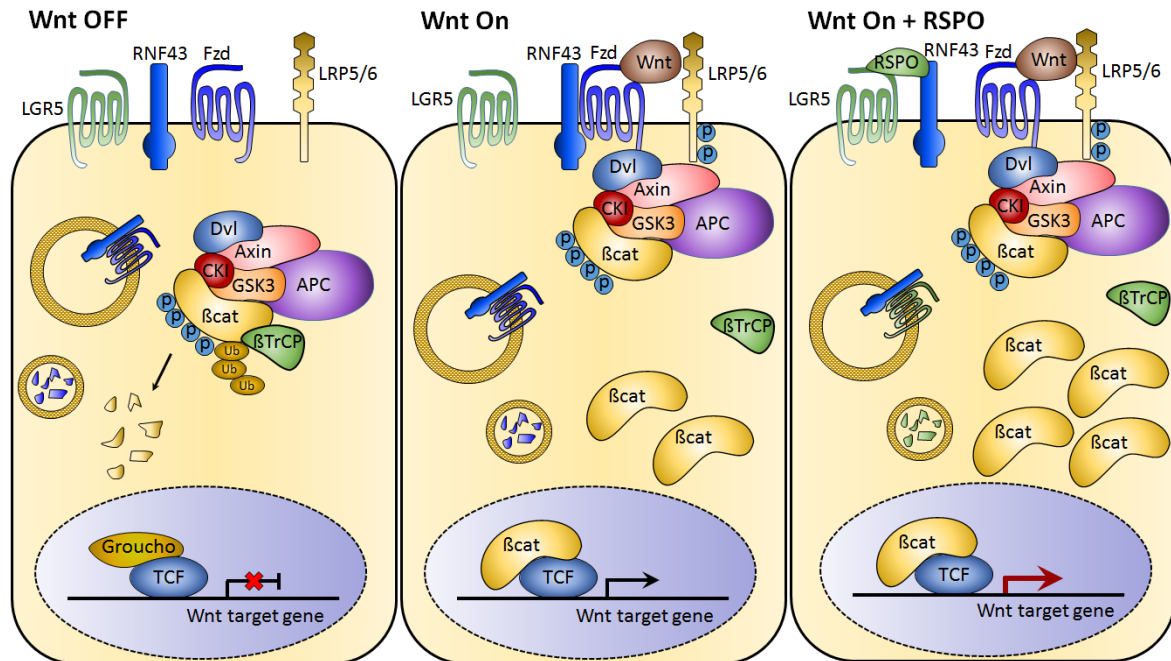 Wnt OFF
RNF43
Fzd
LRP5/6
LGR5
Dvl
Axin
CKI
GSK3
APC
ßcat
p
p
p
p
ßTrCP
Ub
Ub
Ub
Groucho
TCF
Wnt target gene
Wnt On
RNF43
Fzd
Wnt
LRP5/6
LGR5
p
p
Dvl
Axin
CKI
GSK3
APC
ßcat
p
p
p
p
ßTrCP
ßcat
ßcat
ßcat
TCF
Wnt target gene
Wnt On + RSPO
RSPO
RNF43
Fzd
Wnt
LRP5/6
LGR5
p
p
Dvl
Axin
CKI
GSK3
APC
ßcat
p
p
p
p
ßTrCP
ßcat
ßcat
ßcat
ßcat
ßcat
TCF
Wnt target gene